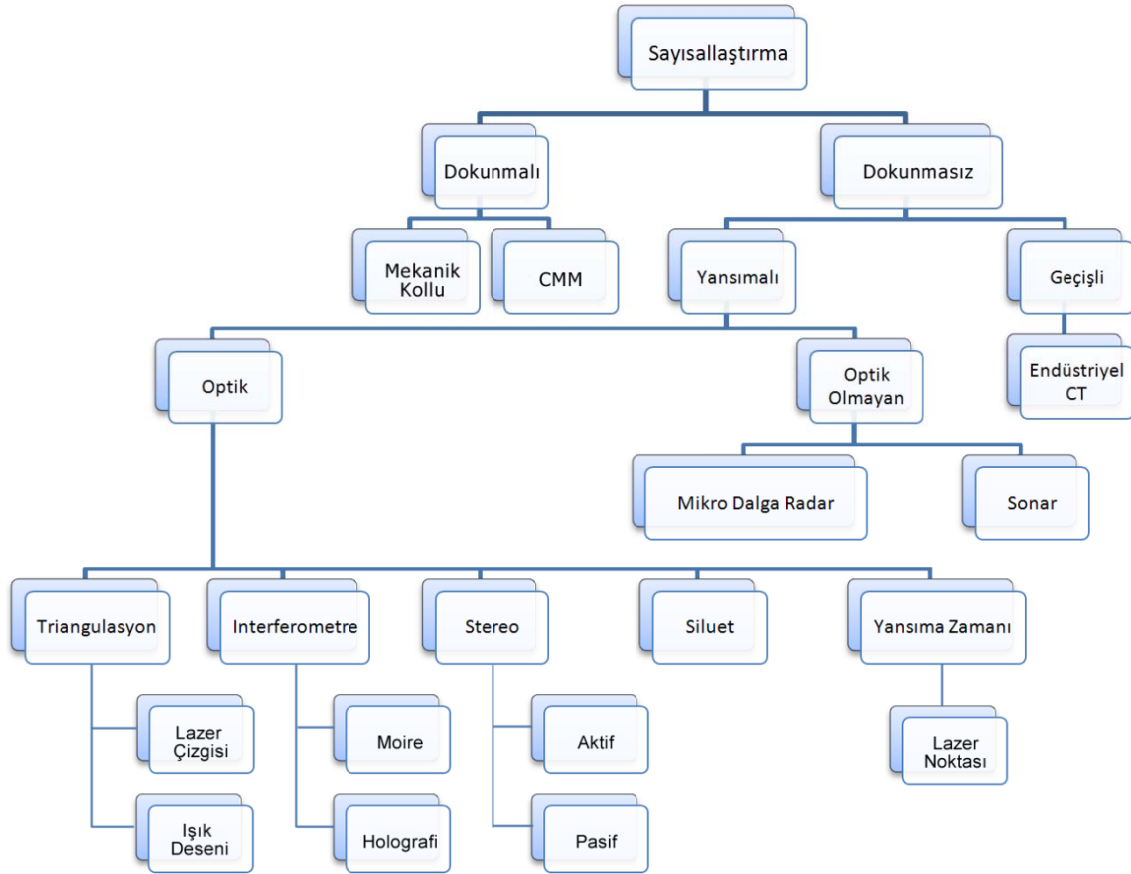 Sayısallaştırma
Dokunmalı
Dokunmasız
Mekanik
Kollu
CMM
Yansımalı
Geçişli
Optik
Optik
Olmayan
Endüstriyel
CT
Mikro Dalga Radar
Sonar
Triangulasyon
Interferometre
Stereo
Siluet
Yansıma Zamanı
Lazer
Çizgisi
Moire
Aktif
Lazer
Noktası
Işık
Deseni
Holografi
Pasif